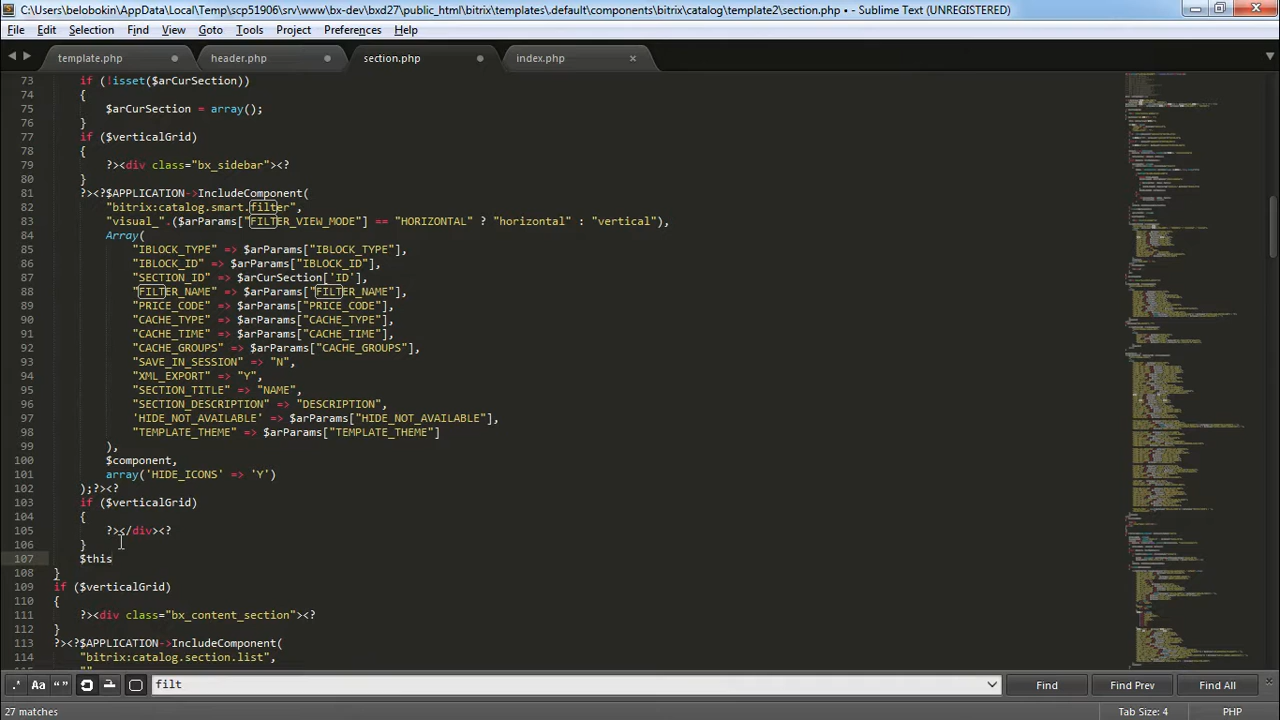 C:\Users\belobokin\AppData\Local\Temp\scp51906\srv\www\bx-dev\bxd27\public_html\bitrix\templates\.default\components\bitrix\catalog\template2\section.php • - Sublime Text (UNREGISTERED)
File Edit Selection Find View Goto Tools Project Preferences Help
template.php header.php section.php index.php
73 if (!isset($arCurSection))
74 {
75 $arCurSection = array();
76 }
77 if ($verticalGrid)
78 {
79 ?><div class="bx_sidebar"><?
80 }
81 ?><?$APPLICATION->IncludeComponent(
82 "bitrix:catalog.smart.filter",
83 "visual_".($arParams["FILTER_VIEW_MODE"] == "HORIZONTAL" ? "horizontal" : "vertical"),
84 Array(
85 "IBLOCK_TYPE" => $arParams["IBLOCK_TYPE"],
86 "IBLOCK_ID" => $arParams["IBLOCK_ID"],
87 "SECTION_ID" => $arCurSection['ID'],
88 "FILTER_NAME" => $arParams["FILTER_NAME"],
89 "PRICE_CODE" => $arParams["PRICE_CODE"],
90 "CACHE_TYPE" => $arParams["CACHE_TYPE"],
91 "CACHE_TIME" => $arParams["CACHE_TIME"],
92 "CACHE_GROUPS" => $arParams["CACHE_GROUPS"],
93 "SAVE_IN_SESSION" => "N",
94 "XML_EXPORT" => "Y",
95 "SECTION_TITLE" => "NAME",
96 "SECTION_DESCRIPTION" => "DESCRIPTION",
97 'HIDE_NOT_AVAILABLE' => $arParams["HIDE_NOT_AVAILABLE"],
98 "TEMPLATE_THEME" => $arParams["TEMPLATE_THEME"]
99 ),
100 $component,
101 array('HIDE_ICONS' => 'Y')
102 );?><?
103 if ($verticalGrid)
104 {
105 ?></div><?
106 }
107 $this
108 }
109 if ($verticalGrid)
110 {
111 ?><div class="bx_content_section"><?
112 }
113 ?><?$APPLICATION->IncludeComponent(
114 "bitrix:catalog.section.list",
""
.* Aa “ ” filt Find Find Prev Find All
27 matches Tab Size: 4 PHP